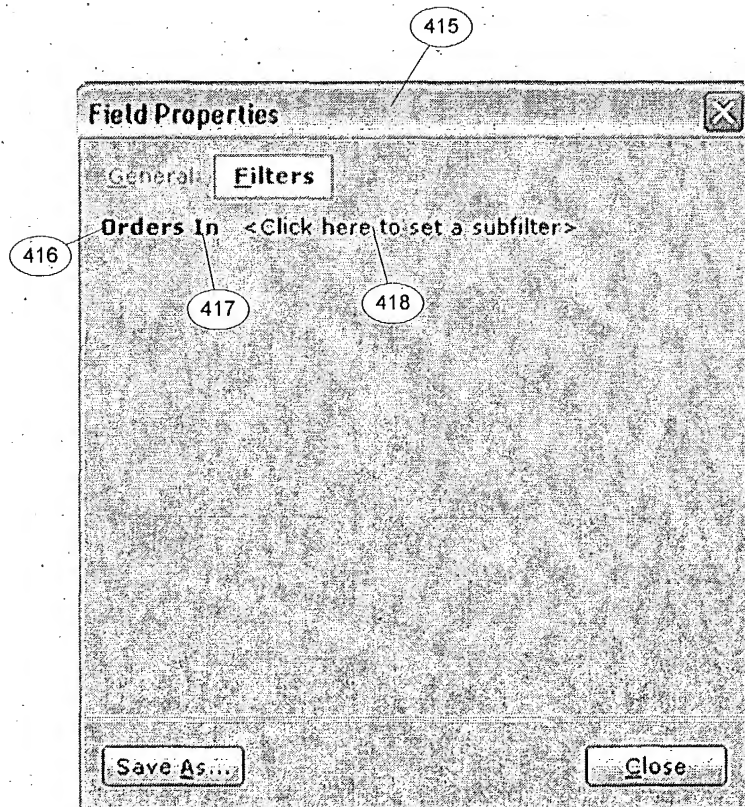 415
Field Properties
General Filters
Orders In <Click here to set a subfilter>
416
417
418
Save As...
Close